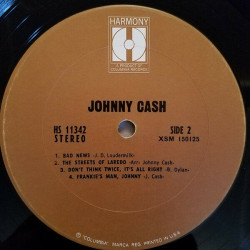 HARMONY
H
A PRODUCT OF
COLUMBIA RECORDS
JOHNNY CASH
HS 11342
STEREO
SIDE 2
XSM 150125
1. BAD NEWS -J. D. Loudermilk-
2. THE STREETS OF LAREDO -Arr. Johnny Cash-
3. DON'T THINK TWICE, IT'S ALL RIGHT -B. Dylan-
4. FRANKIE'S MAN, JOHNNY -J. Cash-
® "COLUMBIA", MARCA REG. PRINTED IN U.S.A.